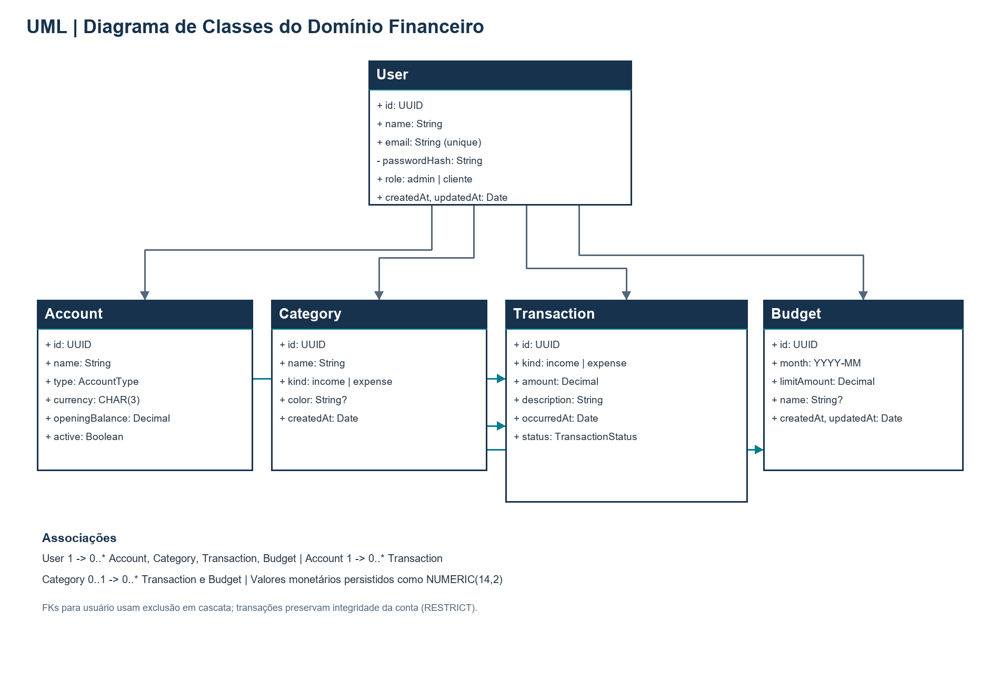 UML | Diagrama de Classes do Domínio Financeiro
User
+ id: UUID
+ name: String
+ email: String (unique)
- passwordHash: String
+ role: admin | cliente
+ createdAt, updatedAt: Date
Account
+ id: UUID
+ name: String
+ type: AccountType
+ currency: CHAR(3)
+ openingBalance: Decimal
+ active: Boolean
Category
+ id: UUID
+ name: String
+ kind: income | expense
+ color: String?
+ createdAt: Date
Transaction
+ id: UUID
+ kind: income | expense
+ amount: Decimal
+ description: String
+ occurredAt: Date
+ status: TransactionStatus
Budget
+ id: UUID
+ month: YYYY-MM
+ limitAmount: Decimal
+ name: String?
+ createdAt, updatedAt: Date
Associações
User 1 -> 0..* Account, Category, Transaction, Budget | Account 1 -> 0..* Transaction
Category 0..1 -> 0..* Transaction e Budget | Valores monetários persistidos como NUMERIC(14,2)
FKs para usuário usam exclusão em cascata; transações preservam integridade da conta (RESTRICT).